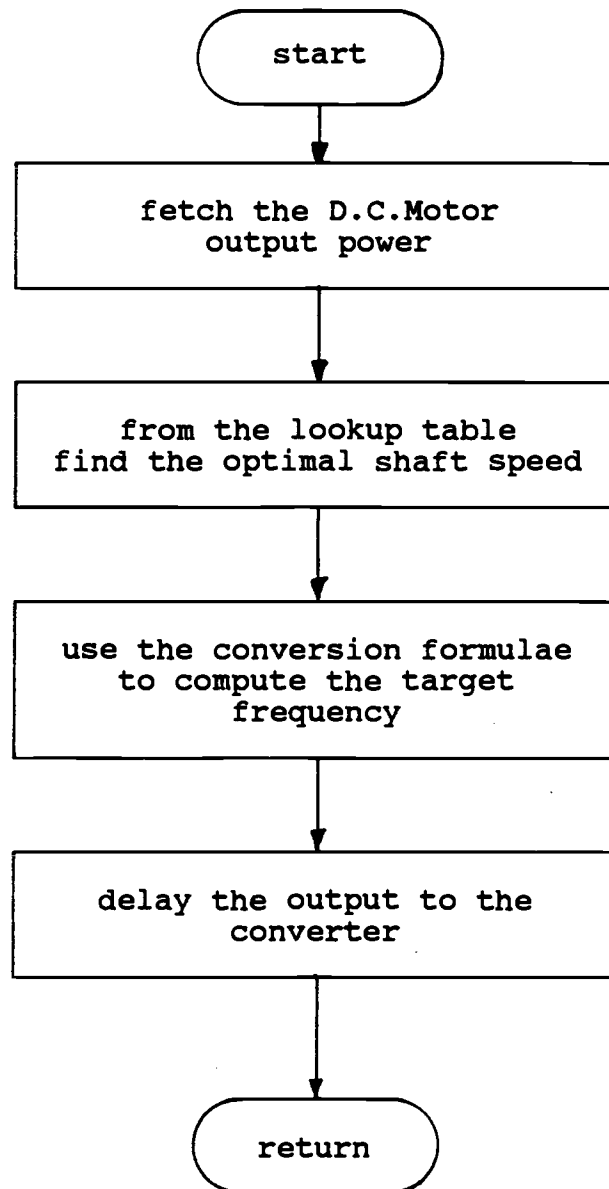 start
fetch the D.C.Motor
output power
from the lookup table
find the optimal shaft speed
use the conversion formulae
to compute the target
frequency
delay the output to the
converter
return